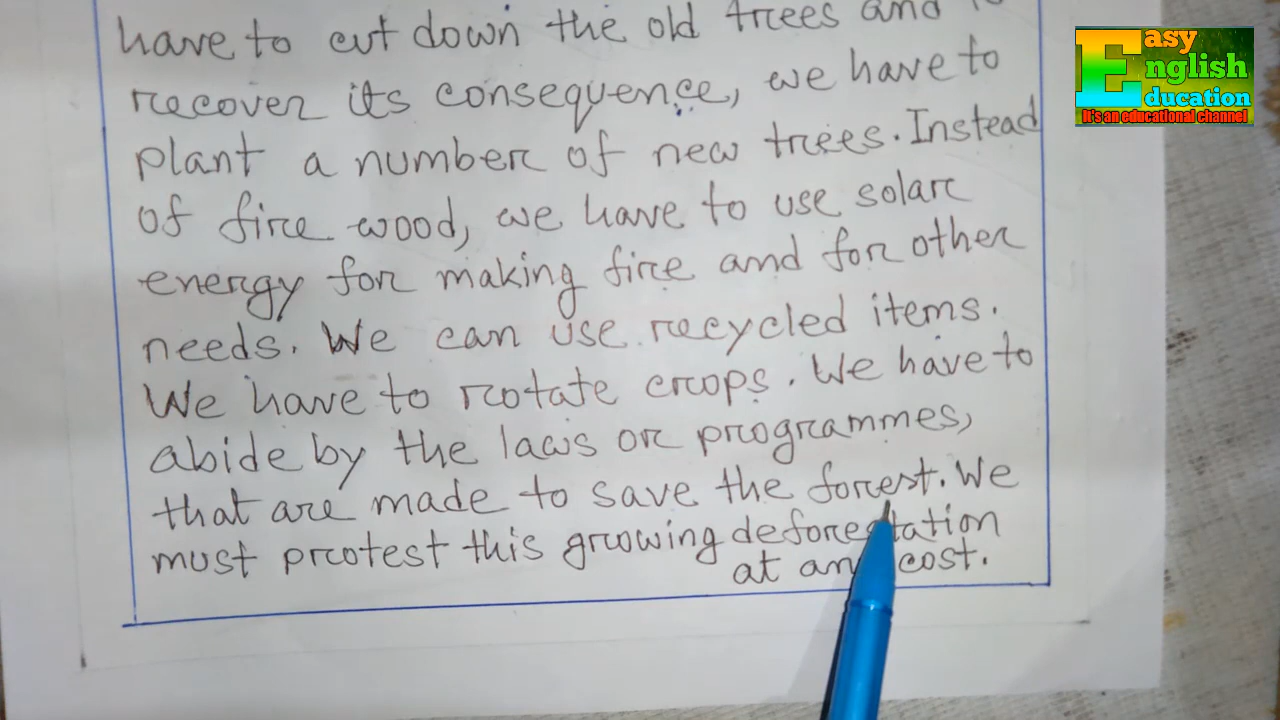 have to cut down the old trees and to
recover its consequence, we have to
plant a number of new trees. Instead
of fire wood, we have to use solar
energy for making fire and for other
needs. We can use recycled items.
We have to rotate crops. We have to
abide by the laws or programmes,
that are made to save the forest. We
must protest this growing deforestation
at any cost.
Easy
English
Education
It's an educational channel